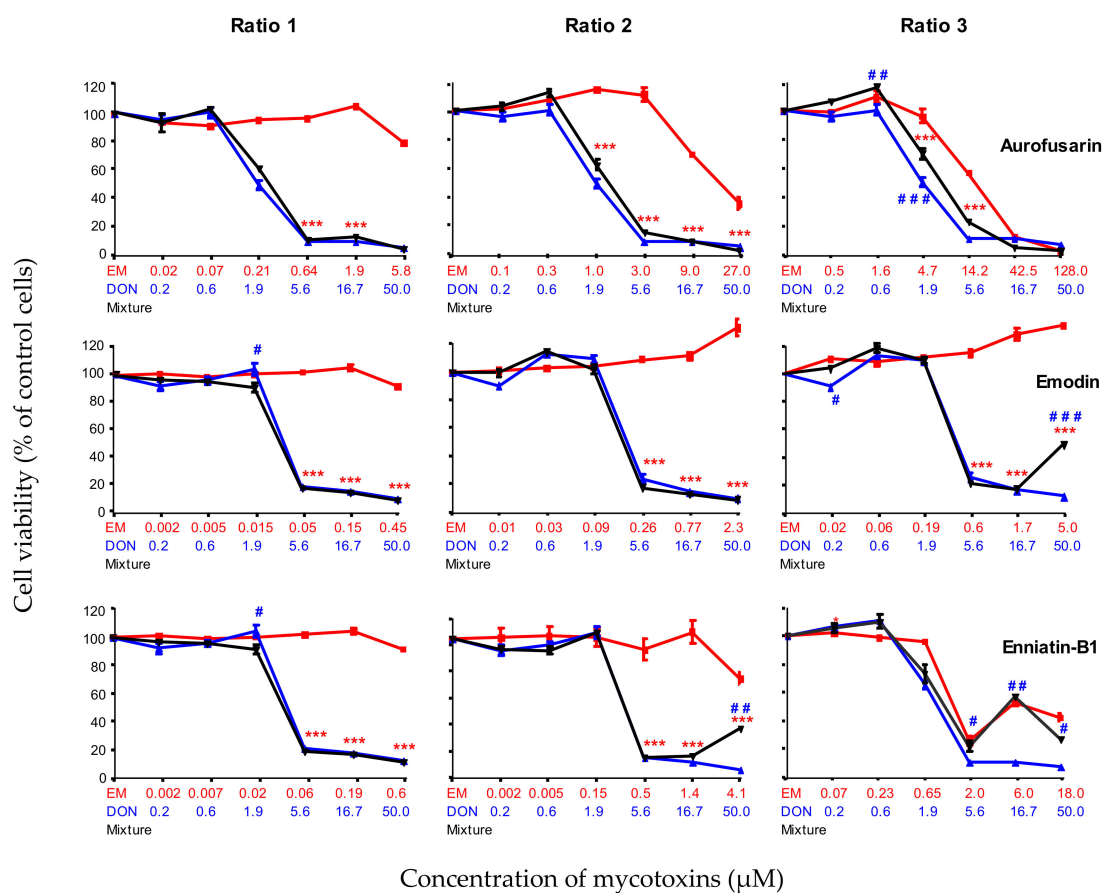 Ratio 1 Ratio 2 Ratio 3
Cell viability (% of control cells)
120
100
80
60
40
20
0
***
***
EM 0.02 0.07 0.21 0.64 1.9 5.8
DON 0.2 0.6 1.9 5.6 16.7 50.0
Mixture
***
***
***
***
EM 0.1 0.3 1.0 3.0 9.0 27.0
DON 0.2 0.6 1.9 5.6 16.7 50.0
##
***
###
***
Aurofusarin
EM 0.5 1.6 4.7 14.2 42.5 128.0
DON 0.2 0.6 1.9 5.6 16.7 50.0
Mixture
120
100
80
60
40
20
0
#
***
***
***
EM 0.002 0.005 0.015 0.05 0.15 0.45
DON 0.2 0.6 1.9 5.6 16.7 50.0
Mixture
***
***
***
EM 0.01 0.03 0.09 0.26 0.77 2.3
DON 0.2 0.6 1.9 5.6 16.7 50.0
Mixture
Emodin
#
###
***
***
***
EM 0.02 0.06 0.19 0.6 1.7 5.0
DON 0.2 0.6 1.9 5.6 16.7 50.0
Mixture
120
100
80
60
40
20
0
#
***
***
***
EM 0.002 0.007 0.02 0.06 0.19 0.6
DON 0.2 0.6 1.9 5.6 16.7 50.0
Mixture
##
***
***
***
EM 0.002 0.005 0.15 0.5 1.4 4.1
DON 0.2 0.6 1.9 5.6 16.7 50.0
Mixture
*
Enniatin-B1
##
#
#
EM 0.07 0.23 0.65 2.0 6.0 18.0
DON 0.2 0.6 1.9 5.6 16.7 50.0
Mixture
Concentration of mycotoxins (µM)